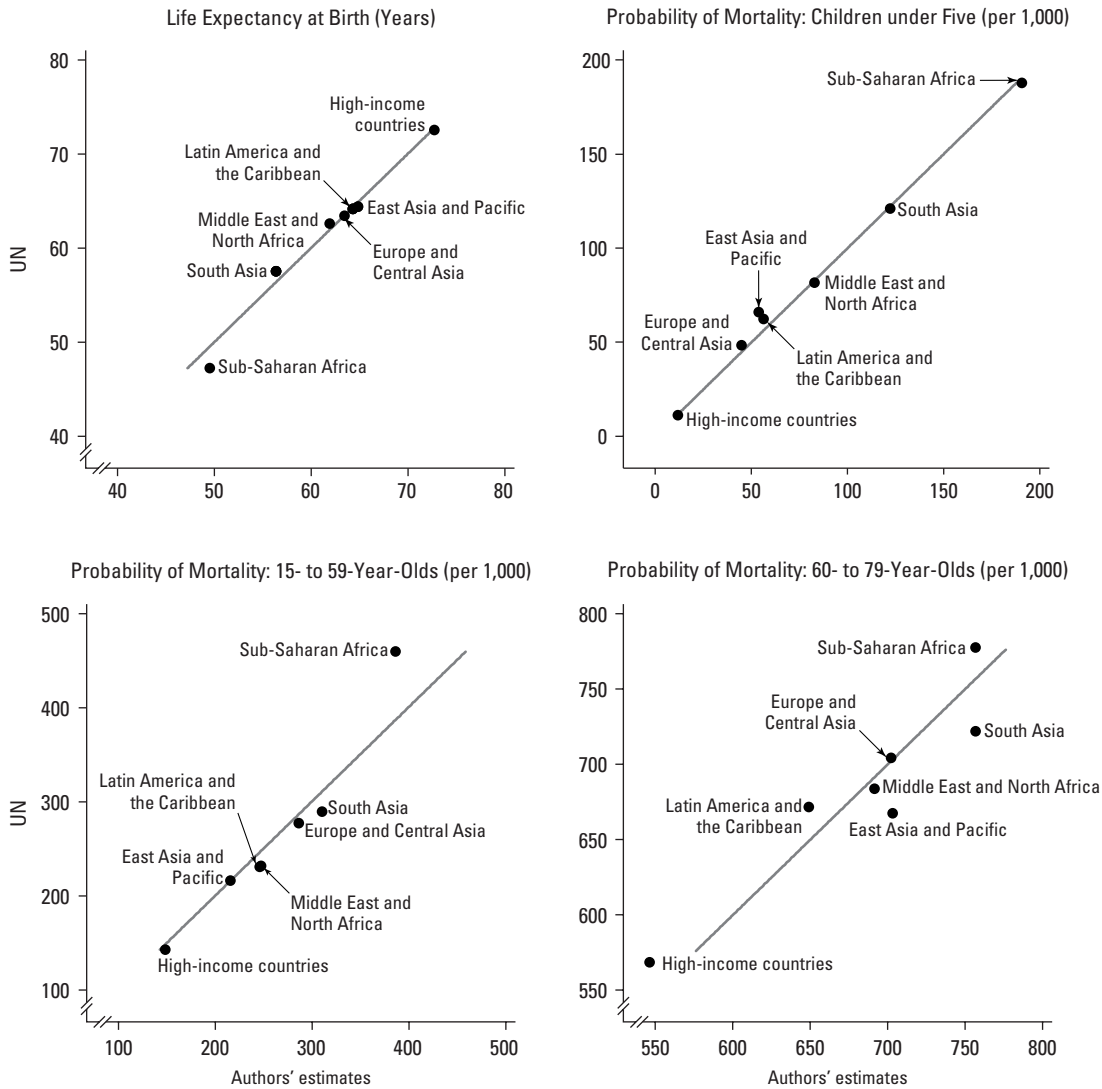 Life Expectancy at Birth (Years)
80
70
60
50
40
UN
High-income
countries
Latin America and
the Caribbean
East Asia and Pacific
Middle East and
North Africa
Europe and
Central Asia
South Asia
Sub-Saharan Africa
40 50 60 70 80
Probability of Mortality: Children under Five (per 1,000)
200
150
100
50
0
Sub-Saharan Africa
South Asia
East Asia and
Pacific
Middle East and
North Africa
Europe and
Central Asia
Latin America and
the Caribbean
High-income countries
0 50 100 150 200
Probability of Mortality: 15- to 59-Year-Olds (per 1,000)
500
400
300
200
100
UN
Sub-Saharan Africa
Latin America and
the Caribbean
South Asia
Europe and Central Asia
East Asia and
Pacific
Middle East and
North Africa
High-income countries
100 200 300 400 500
Authors' estimates
Probability of Mortality: 60- to 79-Year-Olds (per 1,000)
800
750
700
650
600
550
Sub-Saharan Africa
Europe and
Central Asia
South Asia
Middle East and North Africa
Latin America and
the Caribbean
East Asia and Pacific
High-income countries
550 600 650 700 750 800
Authors' estimates